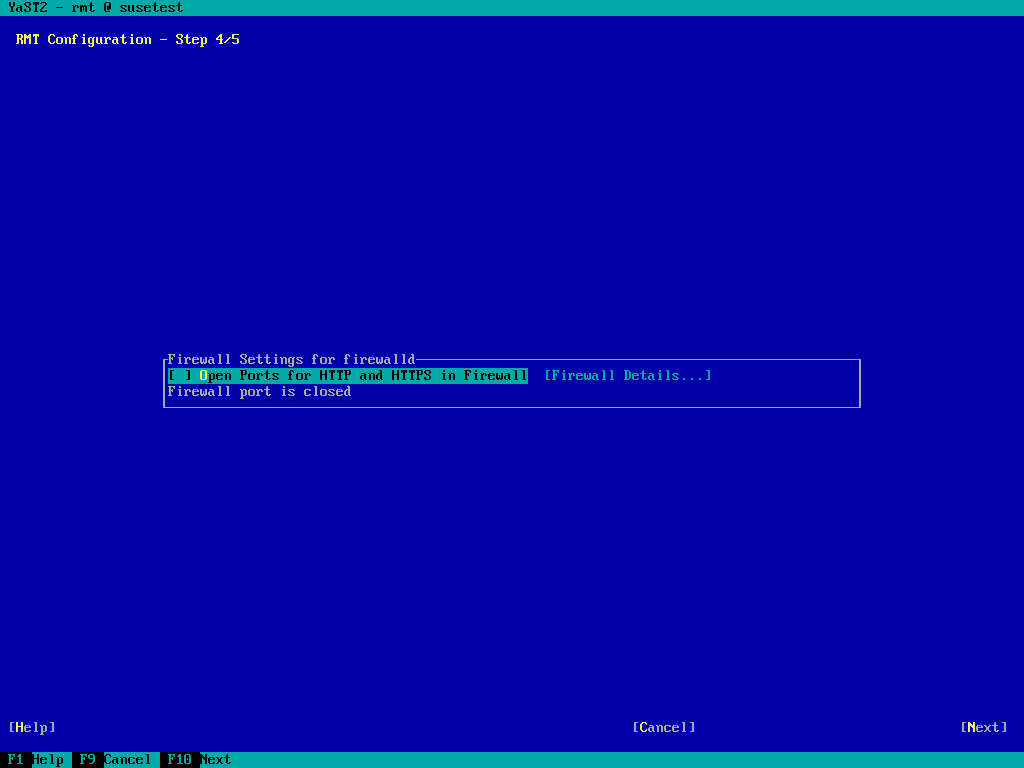 YaST2 - rmt @ susetest
RMT Configuration - Step 4/5
Firewall Settings for firewalld
[ ] Open Ports for HTTP and HTTPS in Firewall [Firewall Details...]
Firewall port is closed
[Help] [Cancel] [Next]
F1 Help F9 Cancel F10 Next